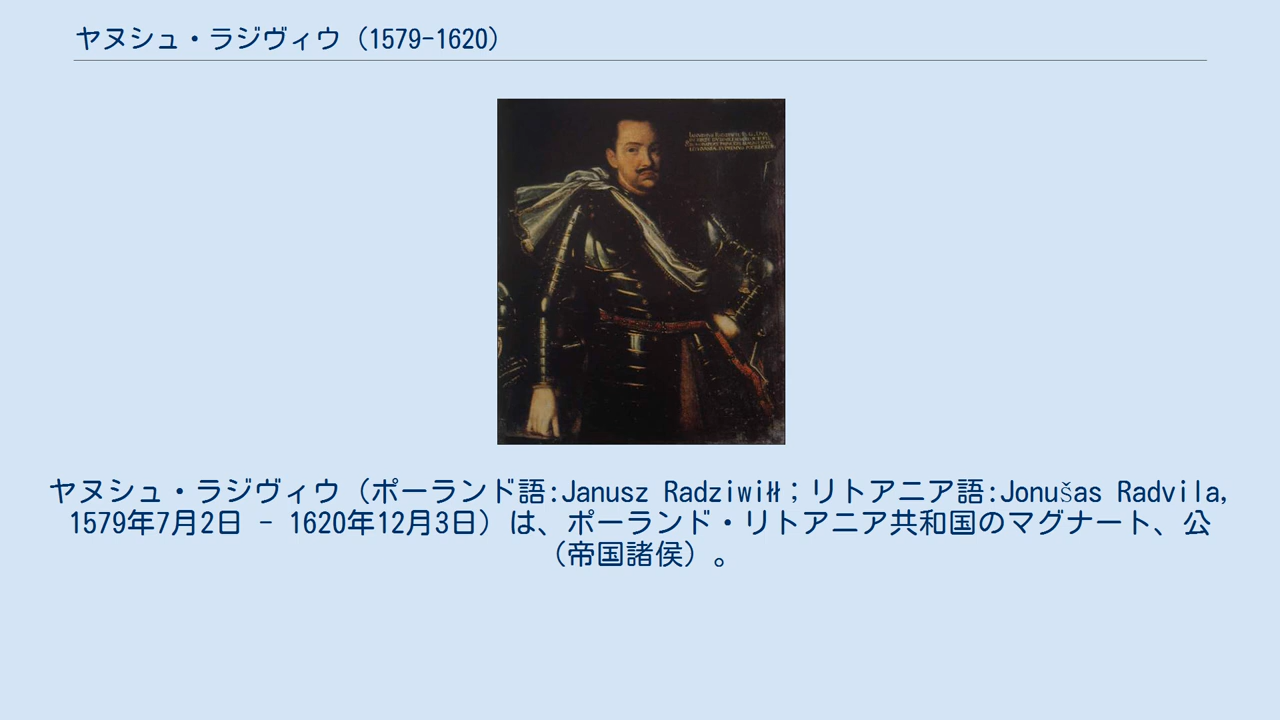 ヤヌシュ・ラジヴィウ（1579-1620）
ヤヌシュ・ラジヴィウ（ポーランド語:Janusz Radziwiłł；リトアニア語:Jonušas Radvila,
1579年7月2日 - 1620年12月3日）は、ポーランド・リトアニア共和国のマグナート、公
（帝国諸侯）。